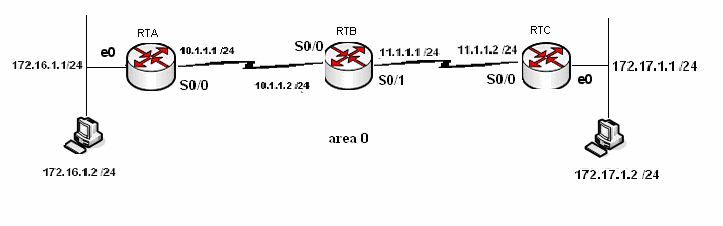 RTA
RTB
RTC
e0
10.1.1.1 /24
S0/0
11.1.1.1 /24
11.1.1.2 /24
172.16.1.1/24
172.17.1.1 /24
S0/0
10.1.1.2 /24
S0/1
S0/0
e0
area 0
172.16.1.2 /24
172.17.1.2 /24